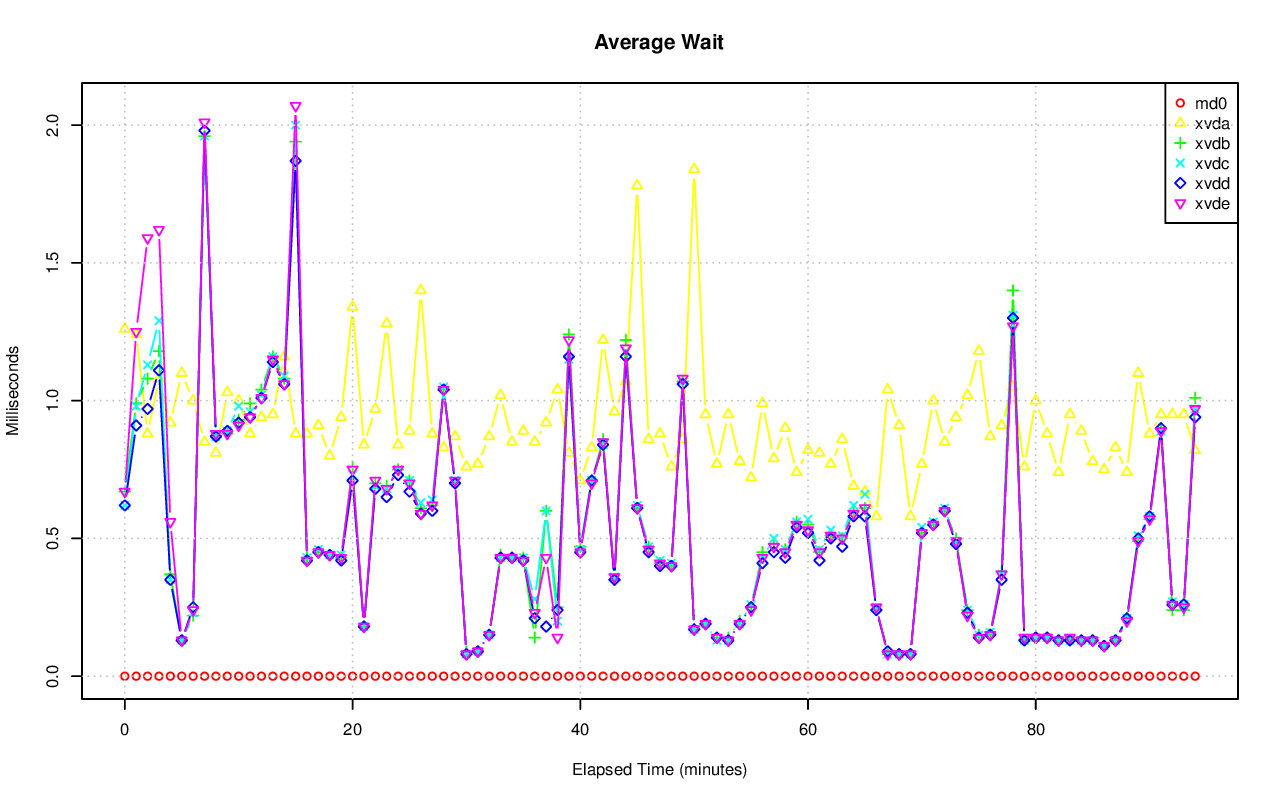 Average Wait
md0
xvda
xvdb
xvdc
xvdd
xvde
Milliseconds
2.0
1.5
1.0
0.5
0.0
0 20 40 60 80
Elapsed Time (minutes)